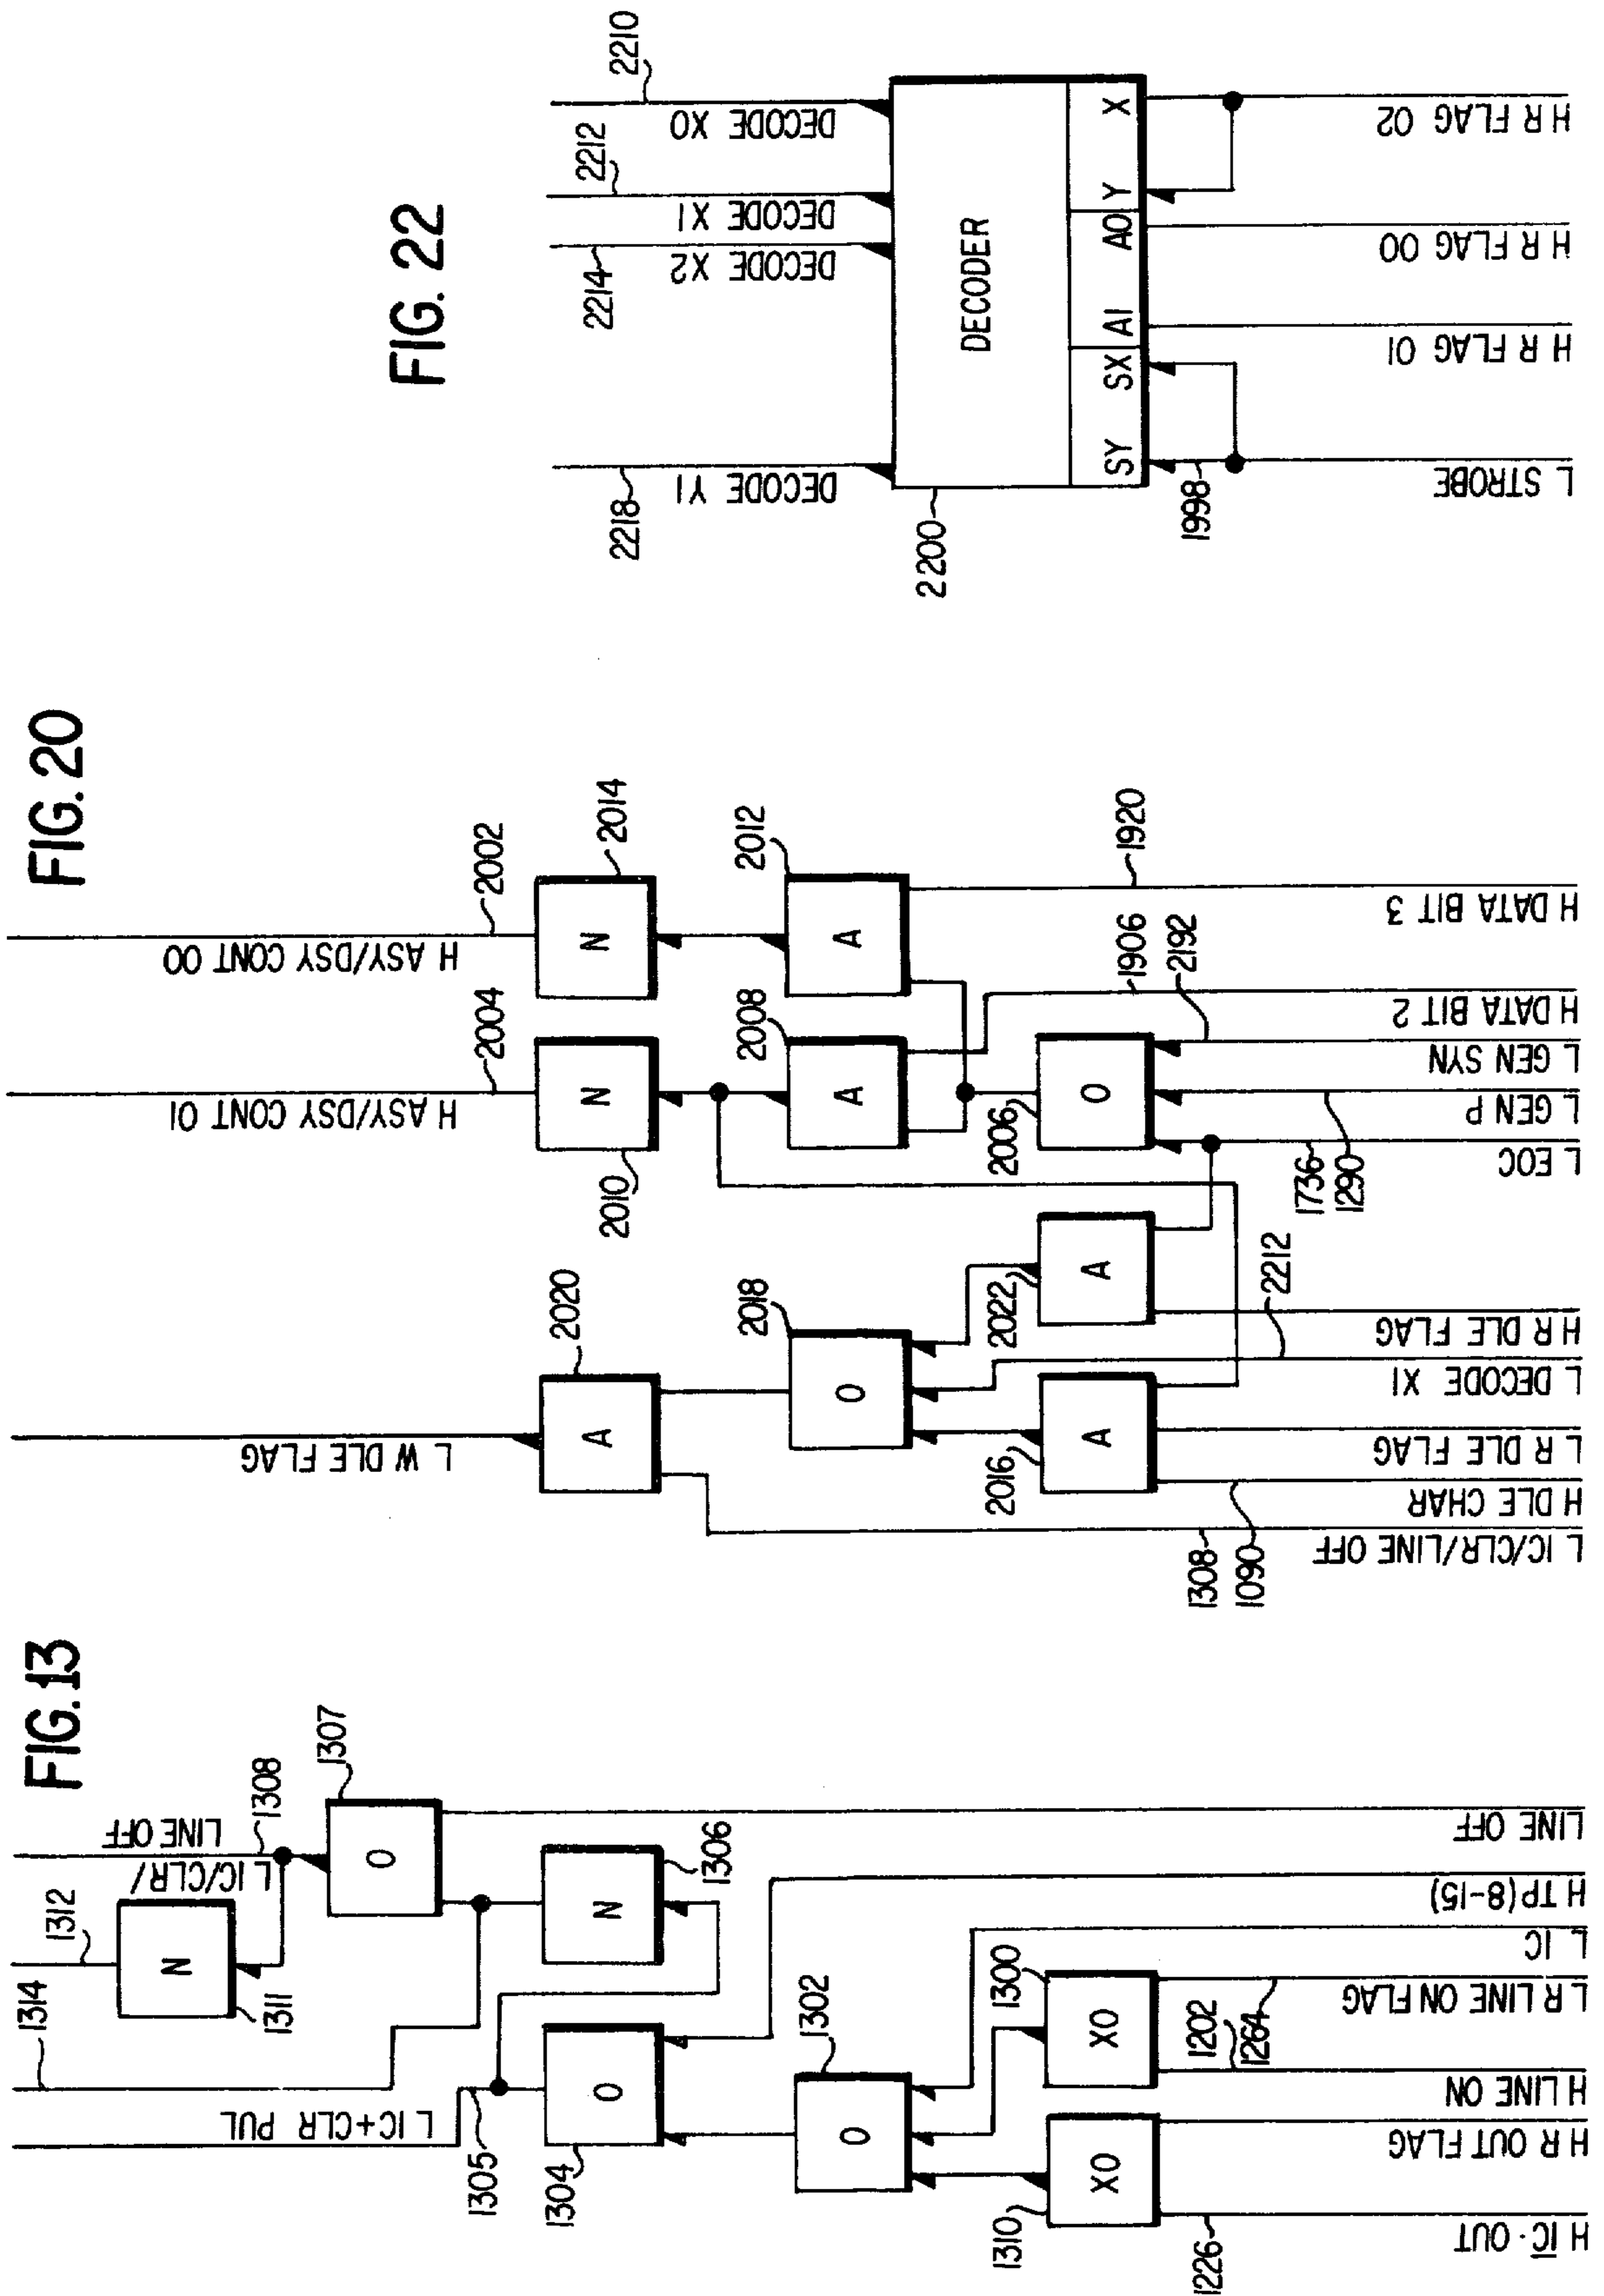 FIG. 13
H IC·OUT
1226
H R OUT FLAG
H LINE ON
1202
L R LINE ON FLAG
1264
L IC
H TP(8-15)
LINE OFF
1310
XO
1300
XO
1302
O
1304
O
1305
L IC+CLR PUL
1306
N
1307
O
1308
L IC/CLR/
LINE OFF
1311
N
1312
1314
FIG. 20
L IC/CLR/LINE OFF
1308
H DLE CHAR
1090
L R DLE FLAG
L DECODE X1
2212
H R DLE FLAG
L EOC
1736
L GEN P
1290
L GEN SYN
2192
H DATA BIT 2
1906
H DATA BIT 3
1920
2016
A
2022
A
2006
O
2018
O
2008
A
2012
A
2020
A
2010
N
2014
N
L W DLE FLAG
H ASY/DSY CONT 01
2004
H ASY/DSY CONT 00
2002
FIG. 22
2218
DECODE Y1
2214
DECODE X2
2212
DECODE X1
2210
DECODE X0
2200
DECODER
SY SX A1 A0 Y X
1998
L STROBE
H R FLAG 01
H R FLAG 00
H R FLAG 02